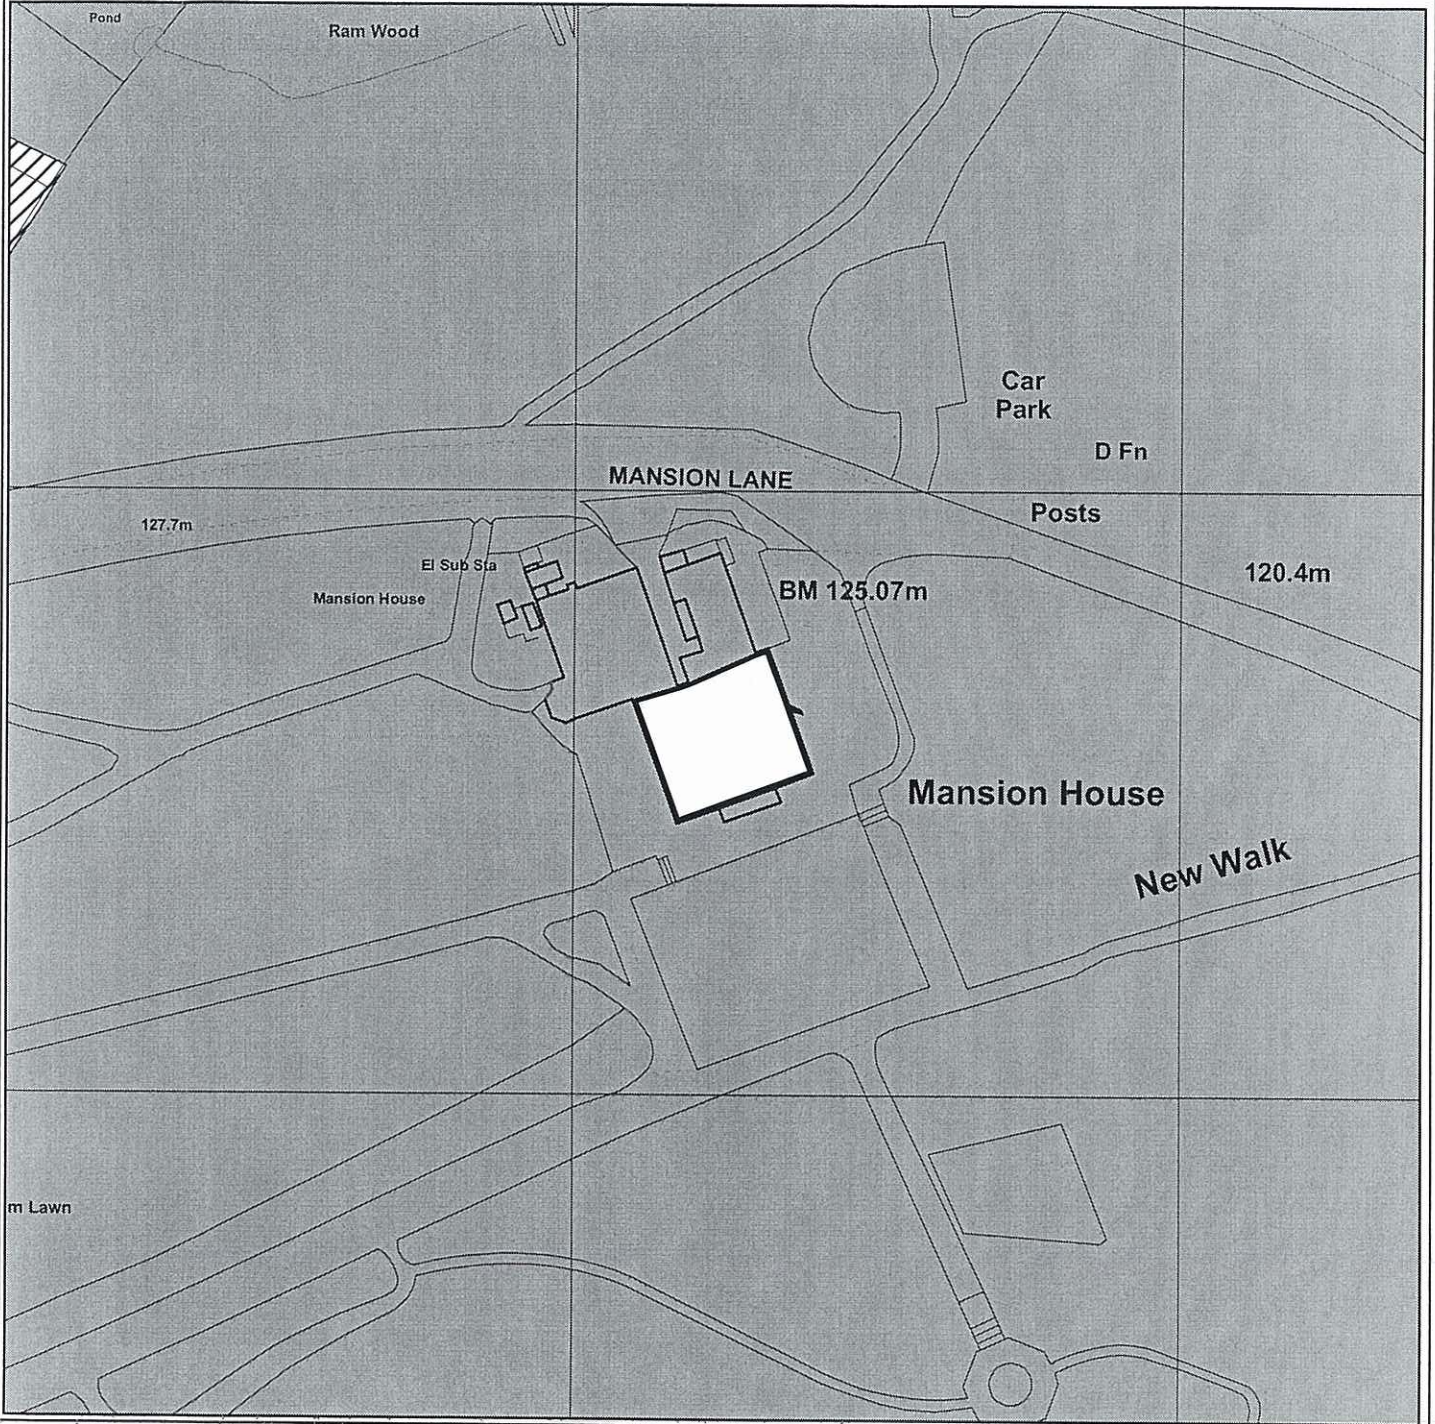 Pond
Ram Wood
Car
Park
D Fn
MANSION LANE
Posts
127.7m
El Sub Sta
120.4m
BM 125.07m
Mansion House
Mansion House
New Walk
m Lawn